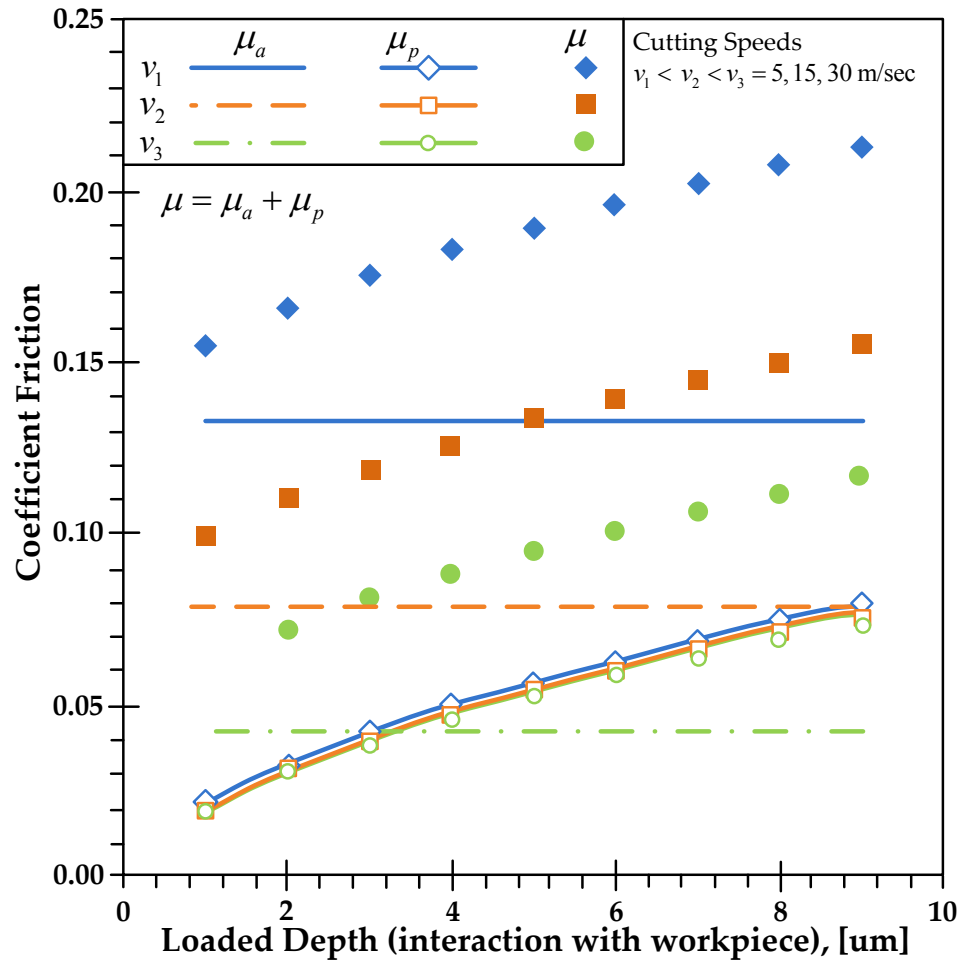 0.25
μₐ μₚ μ
v₁
v₂
v₃
Cutting Speeds
v₁ < v₂ < v₃ = 5, 15, 30 m/sec
μ = μₐ + μₚ
0.20
0.15
0.10
0.05
0.00
Coefficient Friction
0 2 4 6 8 10
Loaded Depth (interaction with workpiece), [um]